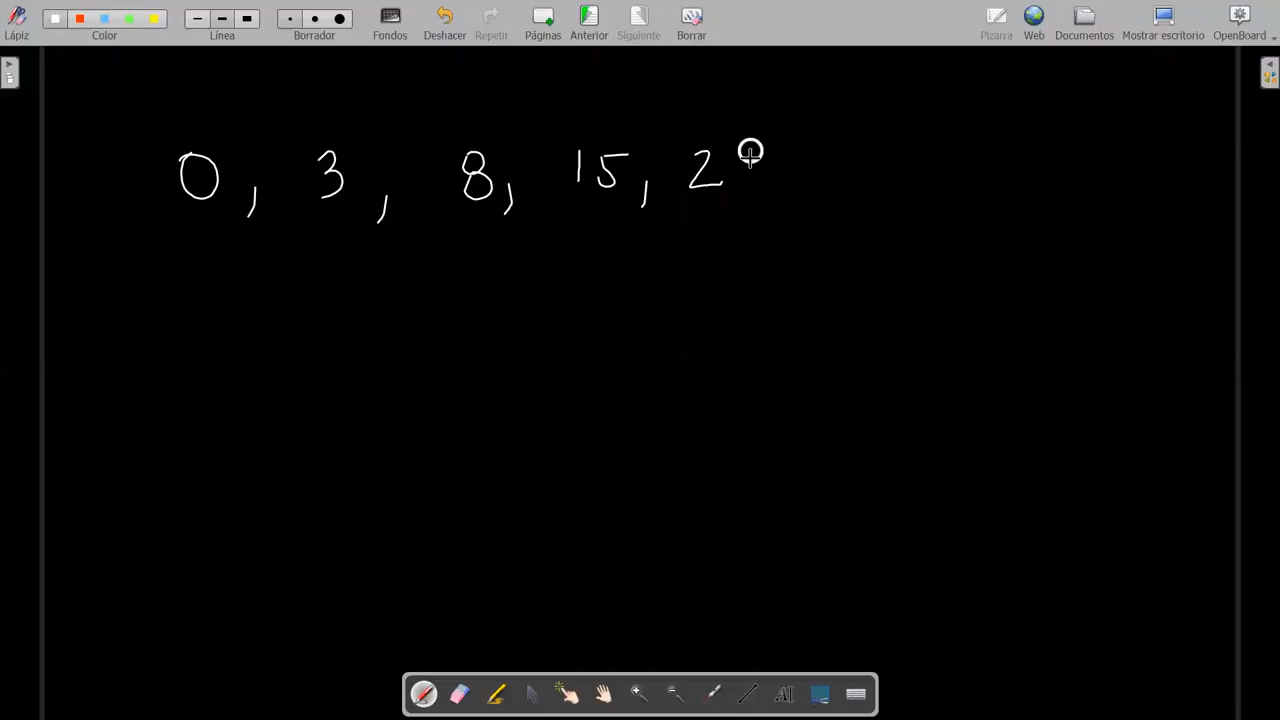 Lápiz Color Línea Borrador Fondos Deshacer Repetir Páginas Anterior Siguiente Borrar Pizarra Web Documentos Mostrar escritorio OpenBoard
0, 3, 8, 15, 2
AI